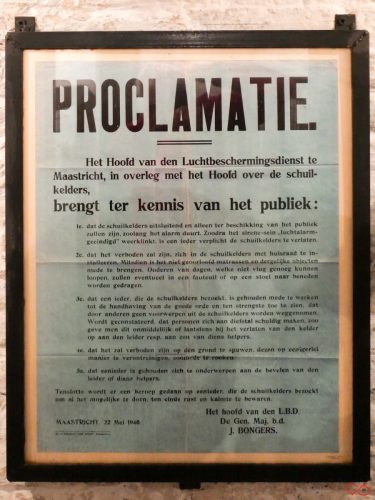 PROCLAMATIE.
Het Hoofd van den Luchtbeschermingsdienst te
Maastricht, in overleg met het Hoofd over de schuil-
kelders,
brengt ter kennis van het publiek:
1e. dat de schuilkelders uitsluitend en alleen ter beschikking van het publiek
zullen zijn, zoolang het alarm duurt. Zoodra het sirene-sein „luchtalarm-
geeindigd" weerklinkt, is een ieder verplicht de schuilkelders te verlaten.
2e. dat het verboden zal zijn, zich in de schuilkelders met huisraad te in-
stalleeren. Mitsdien is het niet geoorloofd matrassen en dergelijke objecten
mede te brengen. Ouderen van dagen, welke niet vlug genoeg kunnen
loopen, zullen eventueel in een fauteuil of op een stoel naar beneden
worden gedragen.
3e. dat een ieder, die de schuilkelders bezoekt, is gehouden mede te werken
tot de handhaving van de goede orde en ten strengste toe te zien, dat
door anderen geen voorwerpen uit de schuilkelders worden weggenomen.
Wordt geconstateerd, dat personen zich aan diefstal schuldig maken, zoo
geve men dit onmiddellijk of laatstens bij het verlaten van den kelder
op aan den leider resp. aan een van diens helpers.
4e. dat het zal verboden zijn op den grond te spuwen, dezen op eenigerlei
manier te verontreinigen,
5e. dat eenieder is gehouden zich te onderwerpen aan de bevelen van den
leider of diens helpers.
Tenslotte wordt er een beroep gedaan op eenieder, die de schuilkelders bezoekt
om al het mogelijke te doen, ten einde rust en kalmte te bewaren.
MAASTRICHT, 22 Mei 1940
Het hoofd van den L.B.D.
De Gen. Maj. b.d.
J. BONGERS.